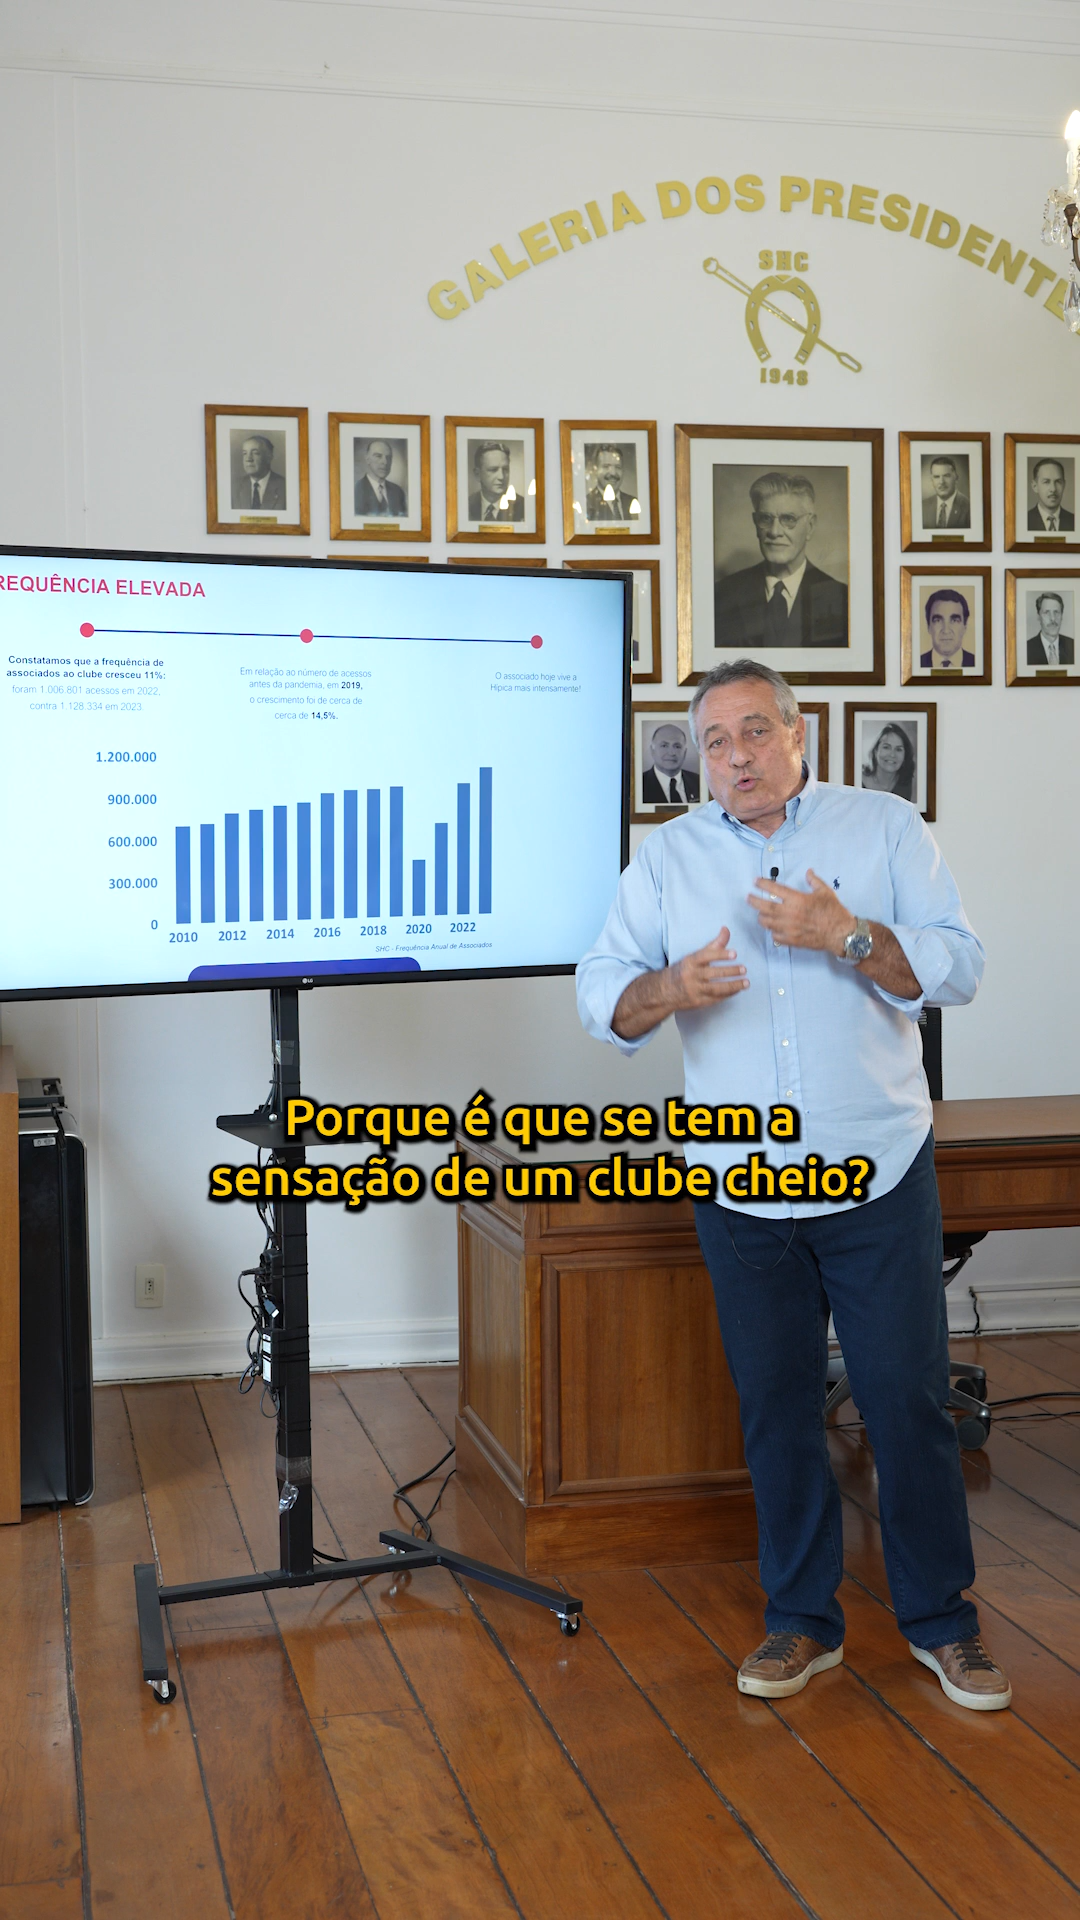 GALERIA DOS PRESIDENTE
SHC
1948
REQUÊNCIA ELEVADA
Constatamos que a frequência de
associados ao clube cresceu 11%:
foram 1.006.801 acessos em 2022,
contra 1.128.334 em 2023
Em relação ao número de acessos
antes da pandemia, em 2019,
o crescimento foi de cerca de
cerca de 14,5%.
O associado hoje vive a
Hípica mais intensamente!
1.200.000
900.000
600.000
300.000
0
2010 2012 2014 2016 2018 2020 2022
SHC - Frequência Anual de Associados
LG
Porque é que se tem a
sensação de um clube cheio?